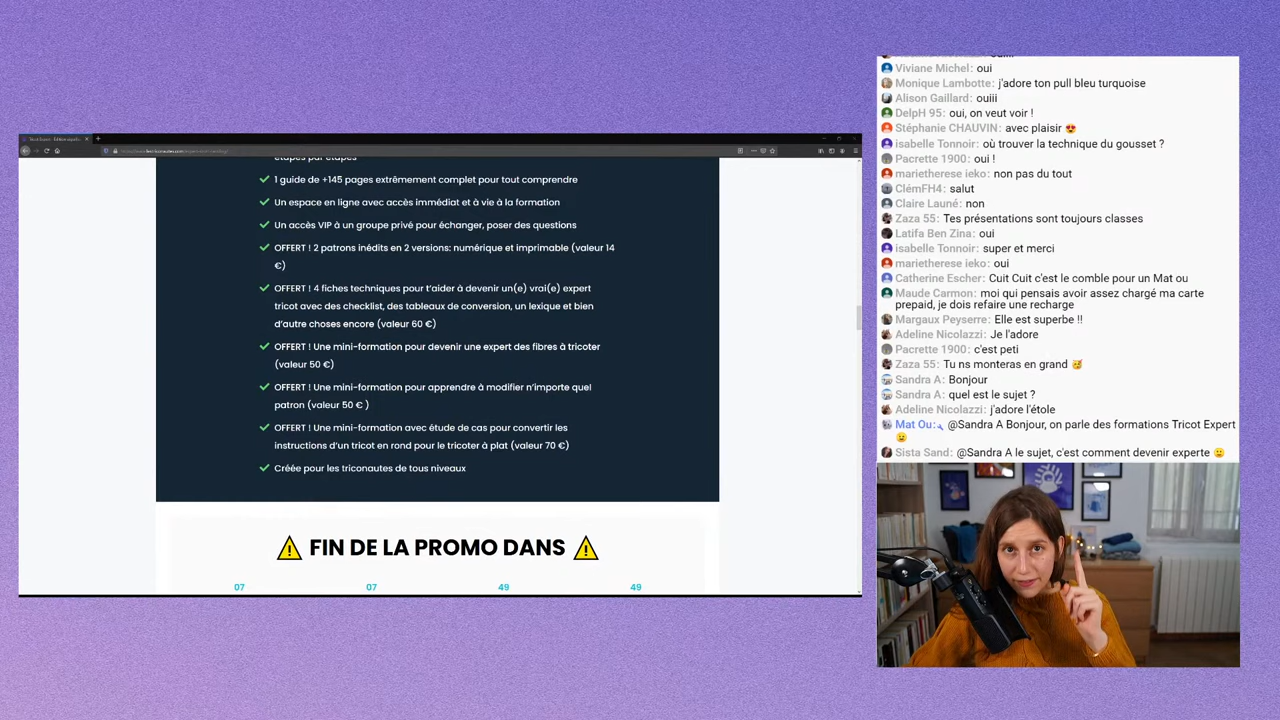 étapes par étapes
1 guide de +145 pages extrêmement complet pour tout comprendre
Un espace en ligne avec accès immédiat et à vie à la formation
Un accès VIP à un groupe privé pour échanger, poser des questions
OFFERT ! 2 patrons inédits en 2 versions: numérique et imprimable (valeur 14
€)
OFFERT ! 4 fiches techniques pour t'aider à devenir un(e) vrai(e) expert
tricot avec des checklist, des tableaux de conversion, un lexique et bien
d'autre choses encore (valeur 60 €)
OFFERT ! Une mini-formation pour devenir une expert des fibres à tricoter
(valeur 50 €)
OFFERT ! Une mini-formation pour apprendre à modifier n'importe quel
patron (valeur 50 € )
OFFERT ! Une mini-formation avec étude de cas pour convertir les
instructions d'un tricot en rond pour le tricoter à plat (valeur 70 €)
Créée pour les triconautes de tous niveaux
FIN DE LA PROMO DANS
07 07 49 49
Viviane Michel: oui
Monique Lambotte: j'adore ton pull bleu turquoise
Alison Gaillard: ouiii
DelpH 95: oui, on veut voir !
Stéphanie CHAUVIN: avec plaisir 😍
isabelle Tonnoir: où trouver la technique du gousset ?
Pacrette 1900: oui !
mariethérese ieko: non pas du tout
ClémFH4: salut
Claire Launé: non
Zaza 55: Tes présentations sont toujours classes
Latifa Ben Zina: oui
isabelle Tonnoir: super et merci
mariethérese ieko: oui
Catherine Escher: Cuit Cuit c'est le comble pour un Mat ou
Maude Carmon: moi qui pensais avoir assez chargé ma carte
prepaid, je dois refaire une recharge
Margaux Peyserre: Elle est superbe !!
Adeline Nicolazzi: Je l'adore
Pacrette 1900: c'est peti
Zaza 55: Tu ns monteras en grand 🥳
Sandra A: Bonjour
Sandra A: quel est le sujet ?
Adeline Nicolazzi: j'adore l'étole
Mat Ou: @Sandra A Bonjour, on parle des formations Tricot Expert
Sista Sand: @Sandra A le sujet, c'est comment devenir experte 🙂